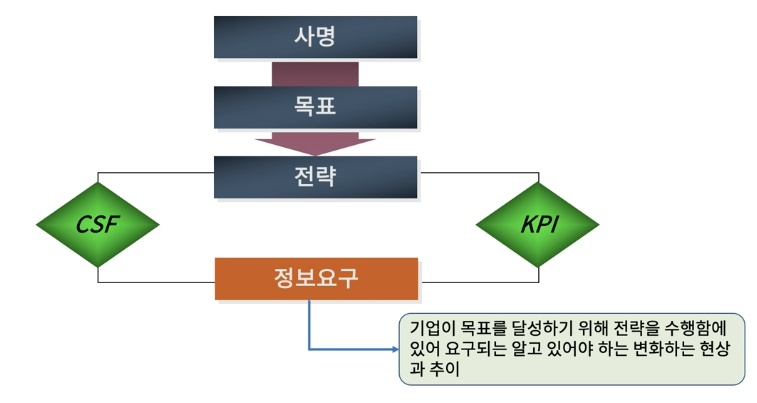 사명
목표
전략
CSF
KPI
정보요구
기업이 목표를 달성하기 위해 전략을 수행함에
있어 요구되는 알고 있어야 하는 변화하는 현상
과 추이